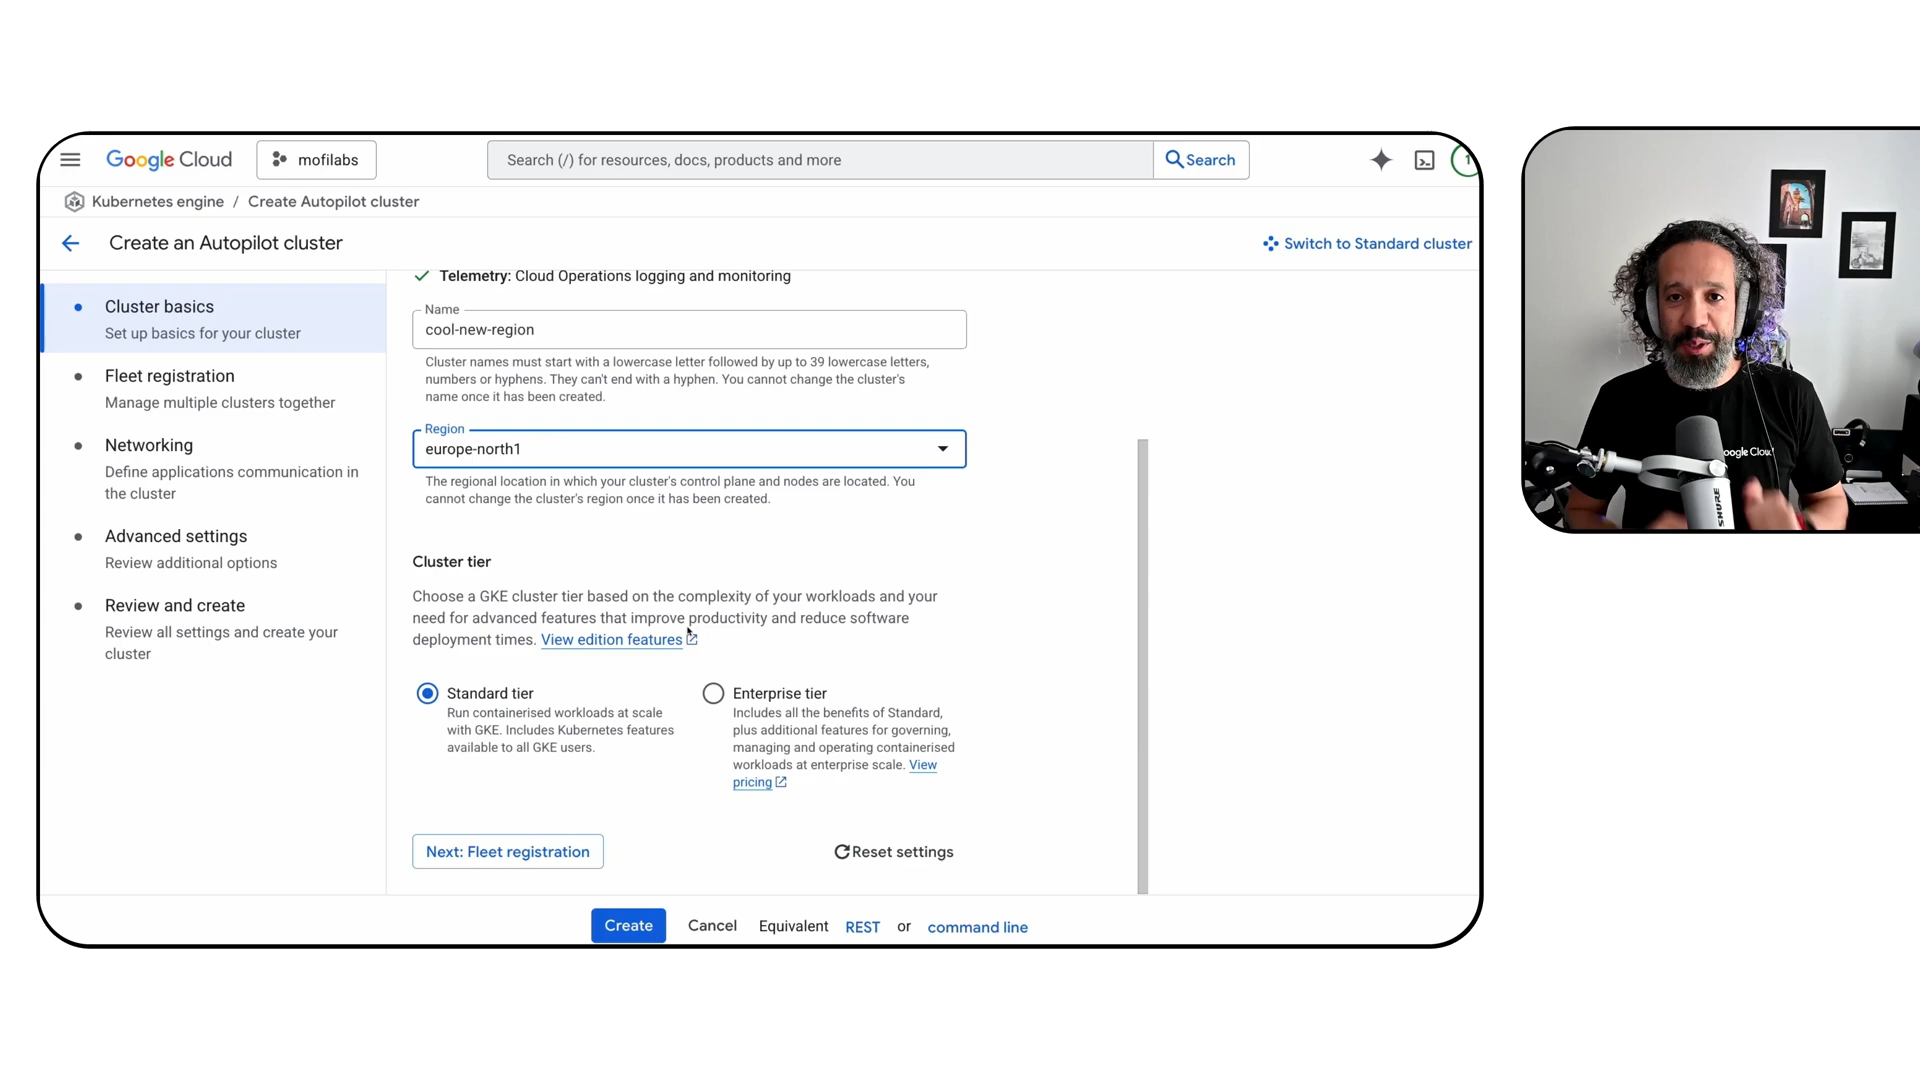 Google Cloud
mofilabs
Search (/) for resources, docs, products and more
Search
1
Kubernetes engine / Create Autopilot cluster
Create an Autopilot cluster
Switch to Standard cluster
Cluster basics
Set up basics for your cluster
Fleet registration
Manage multiple clusters together
Networking
Define applications communication in
the cluster
Advanced settings
Review additional options
Review and create
Review all settings and create your
cluster
Telemetry: Cloud Operations logging and monitoring
Name
cool-new-region
Cluster names must start with a lowercase letter followed by up to 39 lowercase letters,
numbers or hyphens. They can't end with a hyphen. You cannot change the cluster's
name once it has been created.
Region
europe-north1
The regional location in which your cluster's control plane and nodes are located. You
cannot change the cluster's region once it has been created.
Cluster tier
Choose a GKE cluster tier based on the complexity of your workloads and your
need for advanced features that improve productivity and reduce software
deployment times. View edition features
Standard tier
Run containerised workloads at scale
with GKE. Includes Kubernetes features
available to all GKE users.
Enterprise tier
Includes all the benefits of Standard,
plus additional features for governing,
managing and operating containerised
workloads at enterprise scale. View
pricing
Next: Fleet registration
Reset settings
Create
Cancel
Equivalent REST or command line
oogle Clou
SHURE